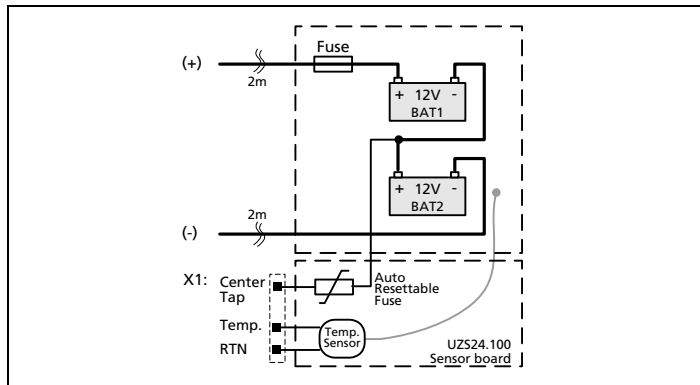 Fuse
(+)
2m
+ 12V -
BAT1
+ 12V -
BAT2
2m
(-)
X1: Center
Tap
Auto
Resettable
Fuse
Temp.
Temp.
Sensor
RTN
UZS24.100
Sensor board